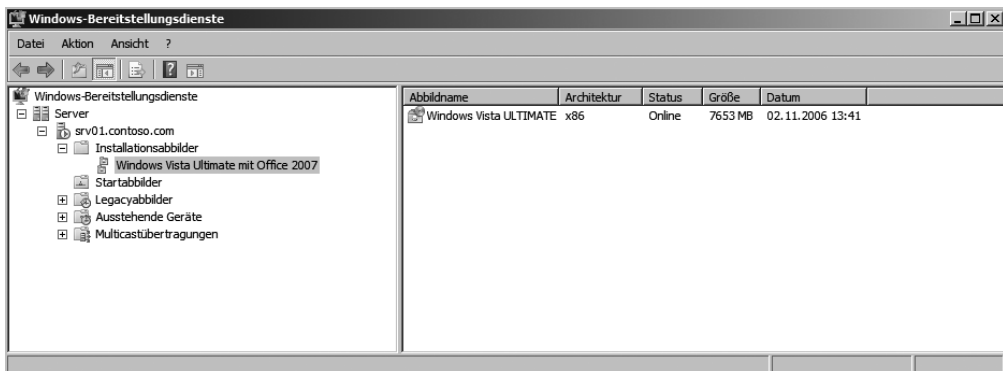 Windows-Bereitstellungsdienste
Datei Aktion Ansicht ?
Windows-Bereitstellungsdienste
Server
srv01.contoso.com
Installationsabbilder
Windows Vista Ultimate mit Office 2007
Startabbilder
Legacyabbilder
Ausstehende Geräte
Multicastübertragungen
Abbildname Architektur Status Größe Datum
Windows Vista ULTIMATE x86 Online 7653 MB 02.11.2006 13:41